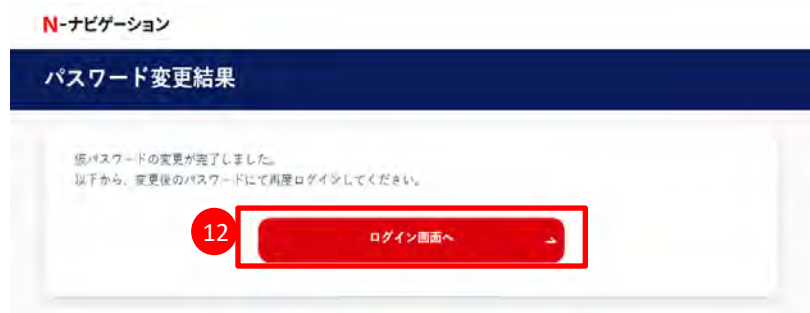 N-ナビゲーション
パスワード変更結果
仮パスワードの変更が完了しました。
以下から、変更後のパスワードにて再度ログインしてください。
12
ログイン画面へ